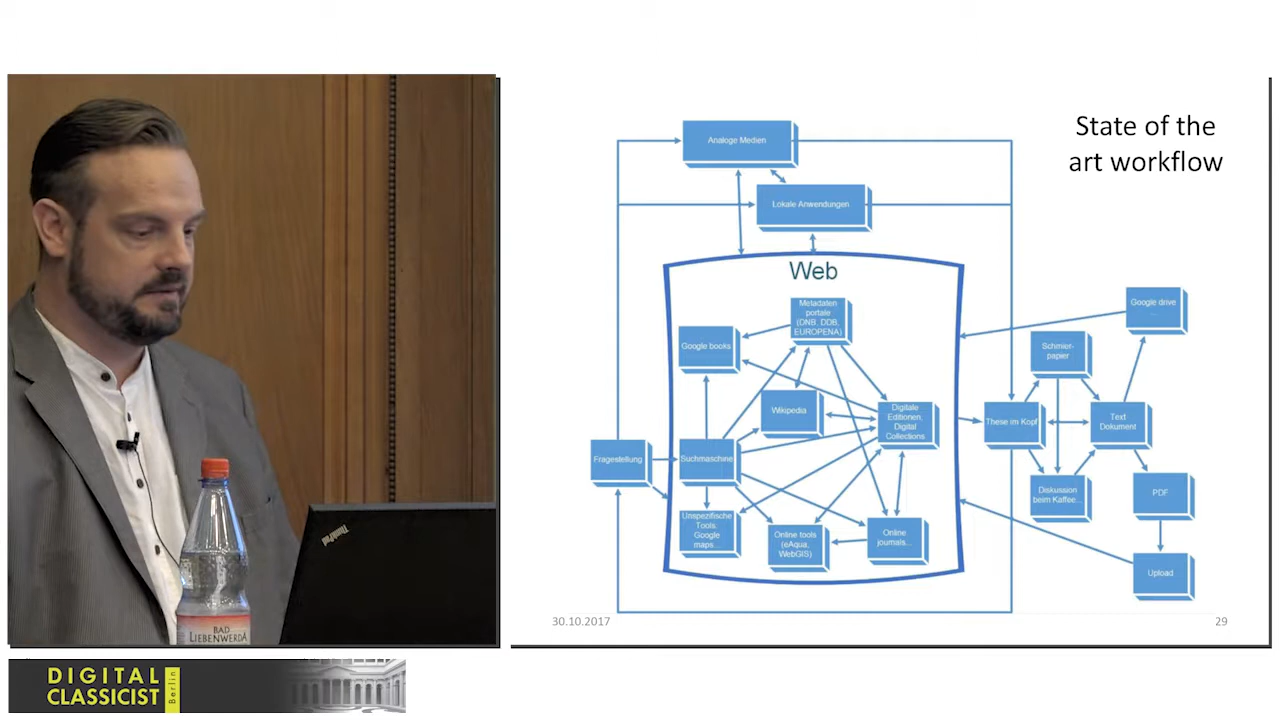 State of the
art workflow
Analoge Medien
Lokale Anwendungen
Web
Metadaten
portale
(DNB, DDB,
EUROPENA)
Google books
Wikipedia
Digitale
Editionen,
Digital
Collections
Fragestellung
Suchmaschine
Unspezifische
Tools,
Google
maps...
Online tools
(eAqua,
WebGIS)
Online
journals...
These im Kopf
Schmier-
papier
Google drive
...
Text
Dokument
Diskussion
beim Kaffee...
PDF
Upload
30.10.2017
29
ThinkPad
BAD
LIEBENWERDA
DIGITAL
CLASSICIST
Berlin